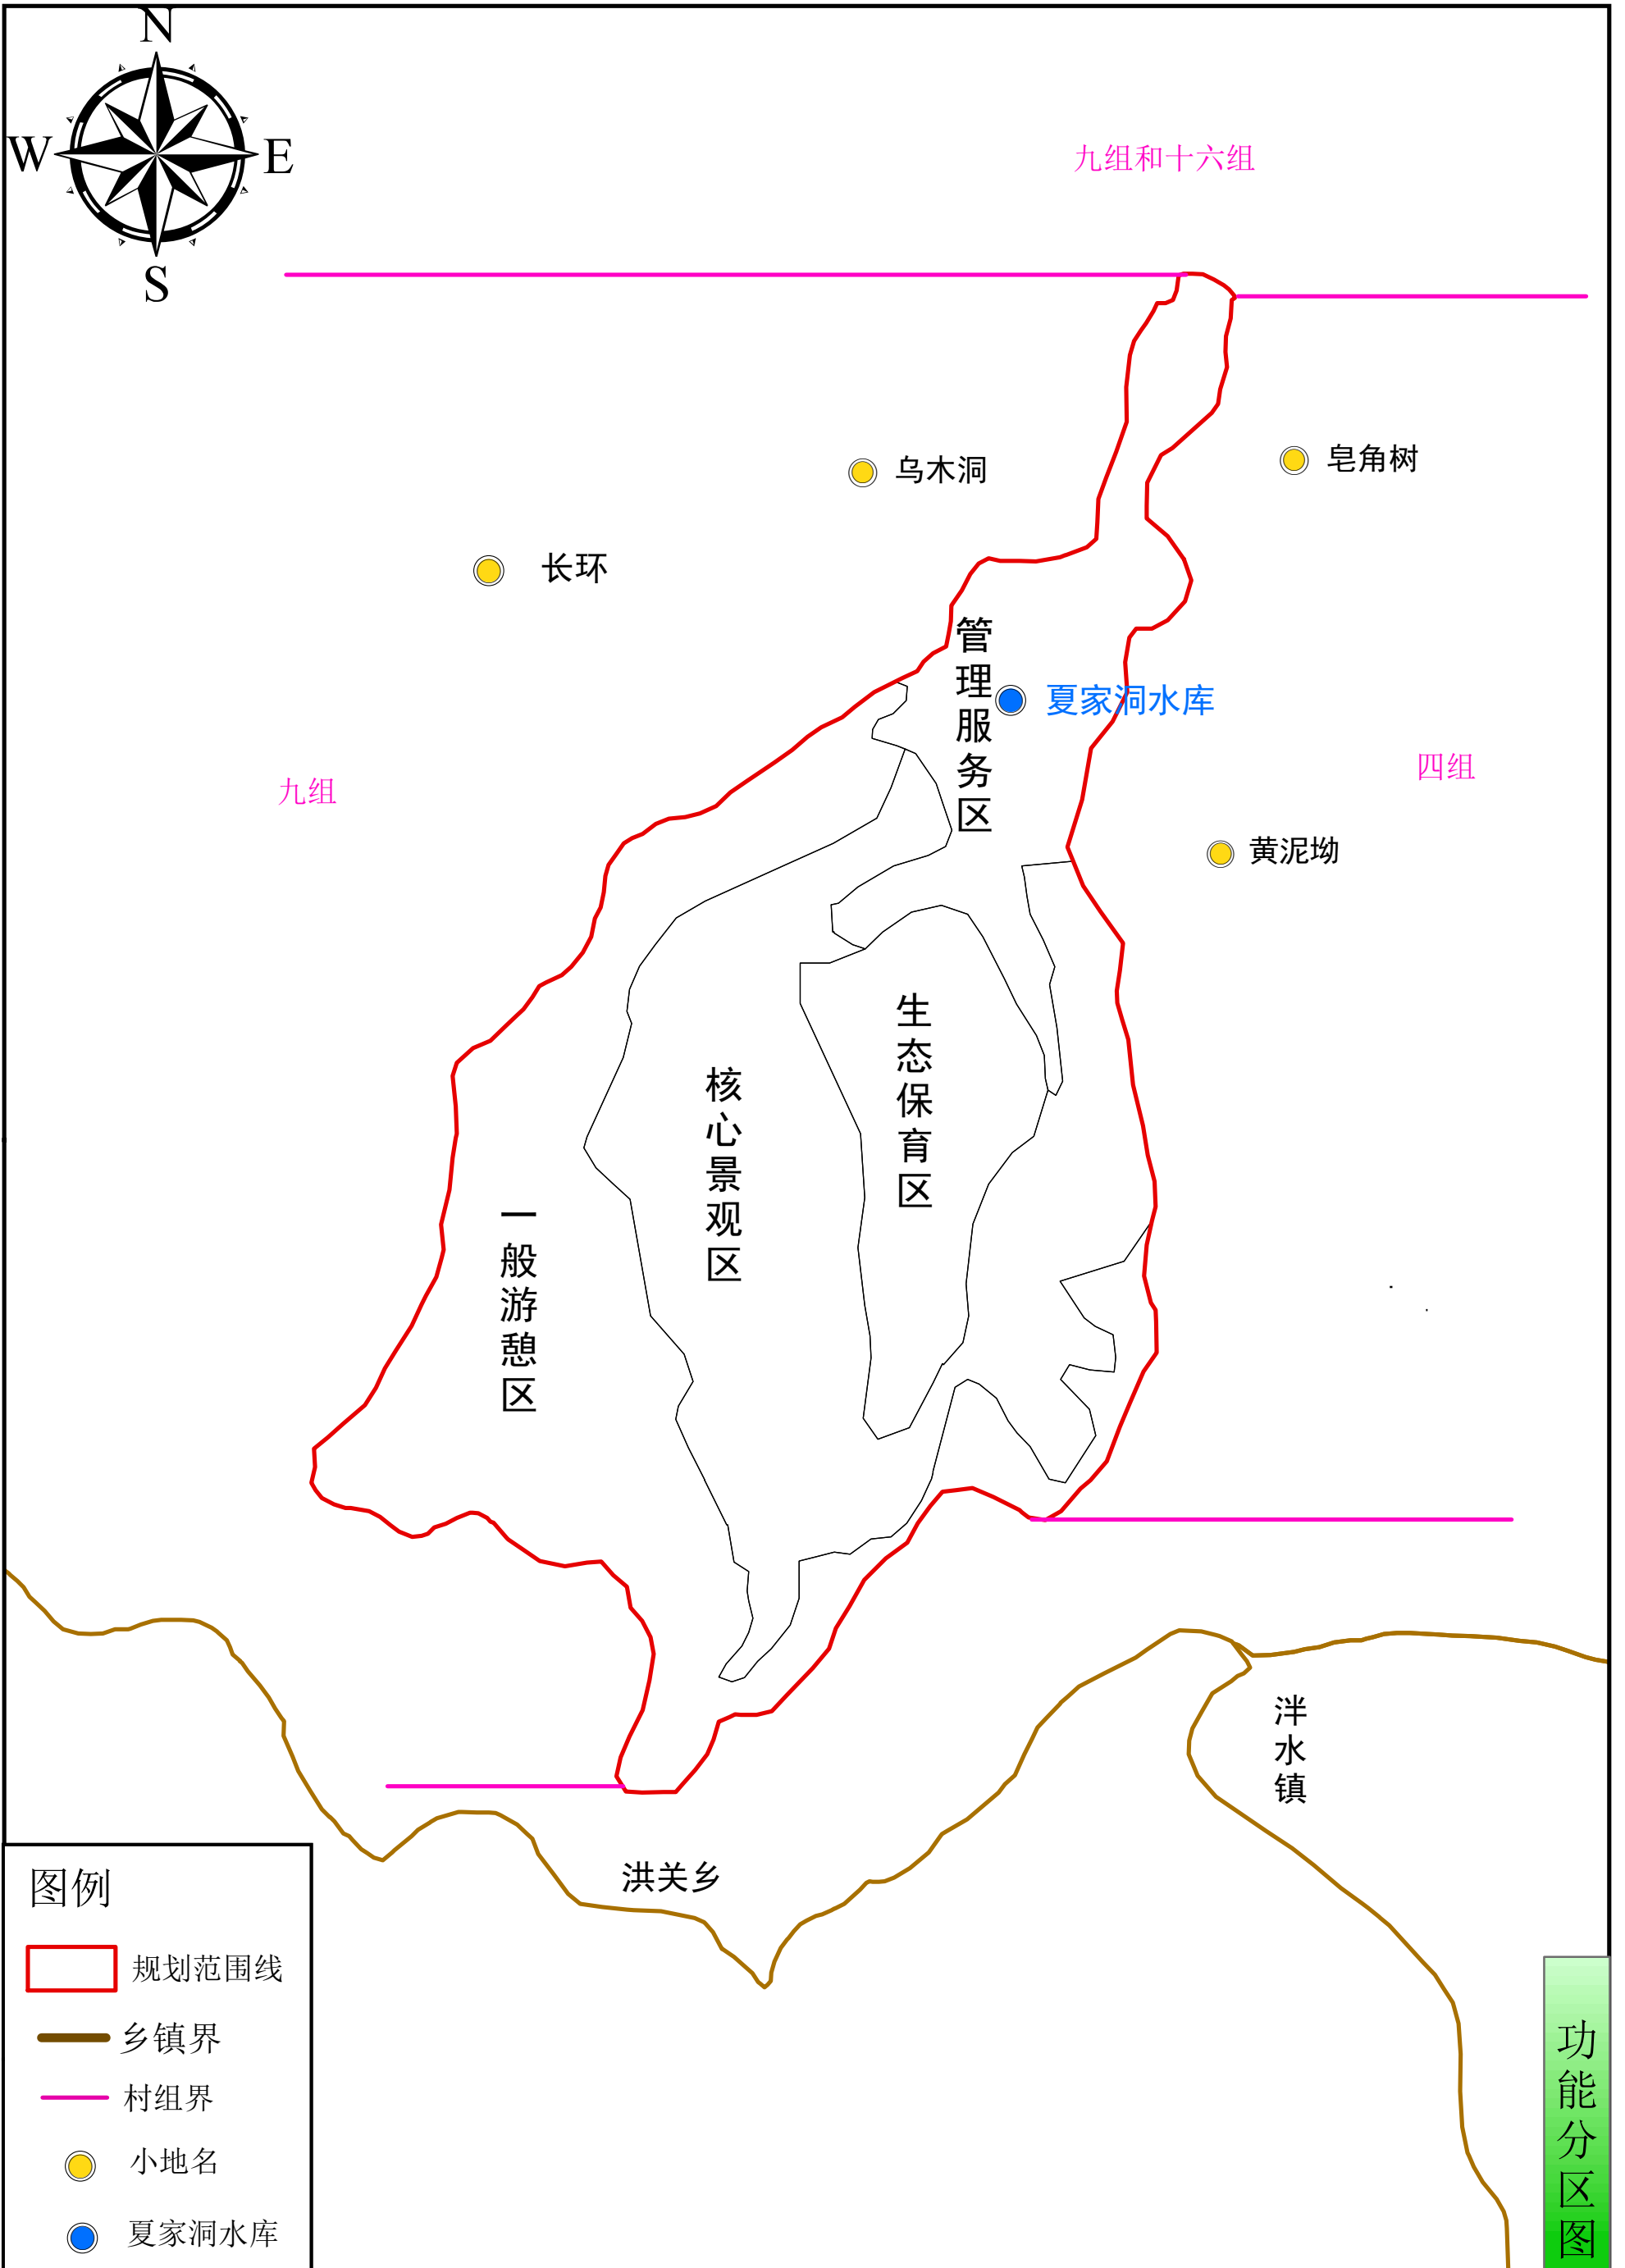 N
W
E
S
九组和十六组
乌木洞
皂角树
长环
管理服务区
夏家洞水库
九组
四组
黄泥坳
生态保育区
核心景观区
一般游憩区
洋水镇
洪关乡
图例
规划范围线
乡镇界
村组界
小地名
夏家洞水库
功能分区图